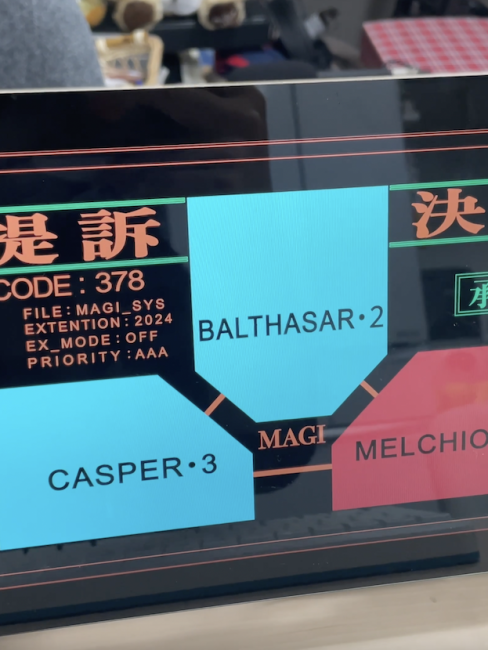 提訴
決
CODE : 378
FILE : MAGI_SYS
EXTENTION : 2024
EX_MODE : OFF
PRIORITY : AAA
BALTHASAR・2
CASPER・3
MAGI
MELCHIO